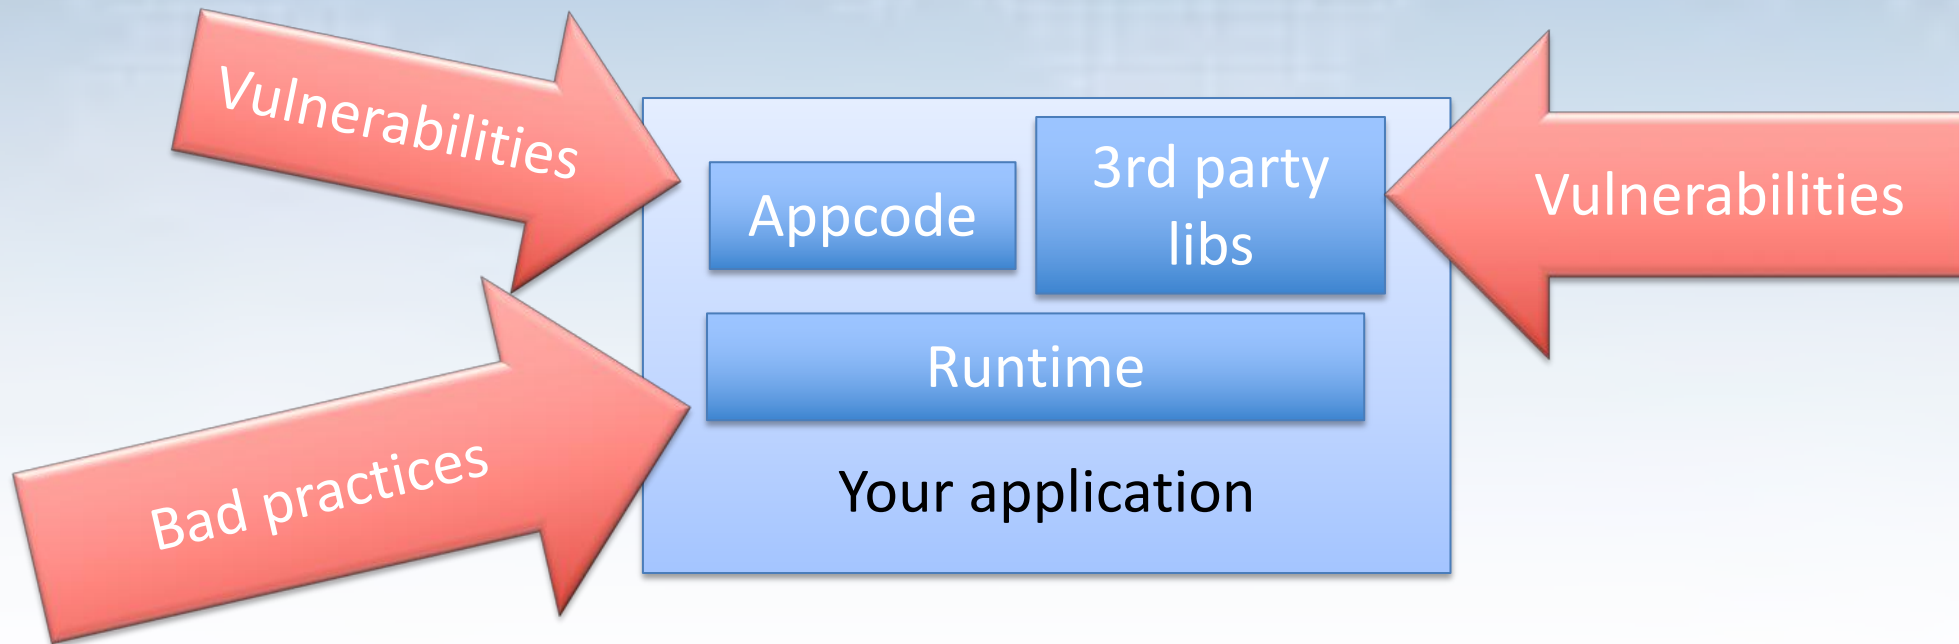 Vulnerabilities
Appcode
3rd party
libs
Vulnerabilities
Runtime
Bad practices
Your application